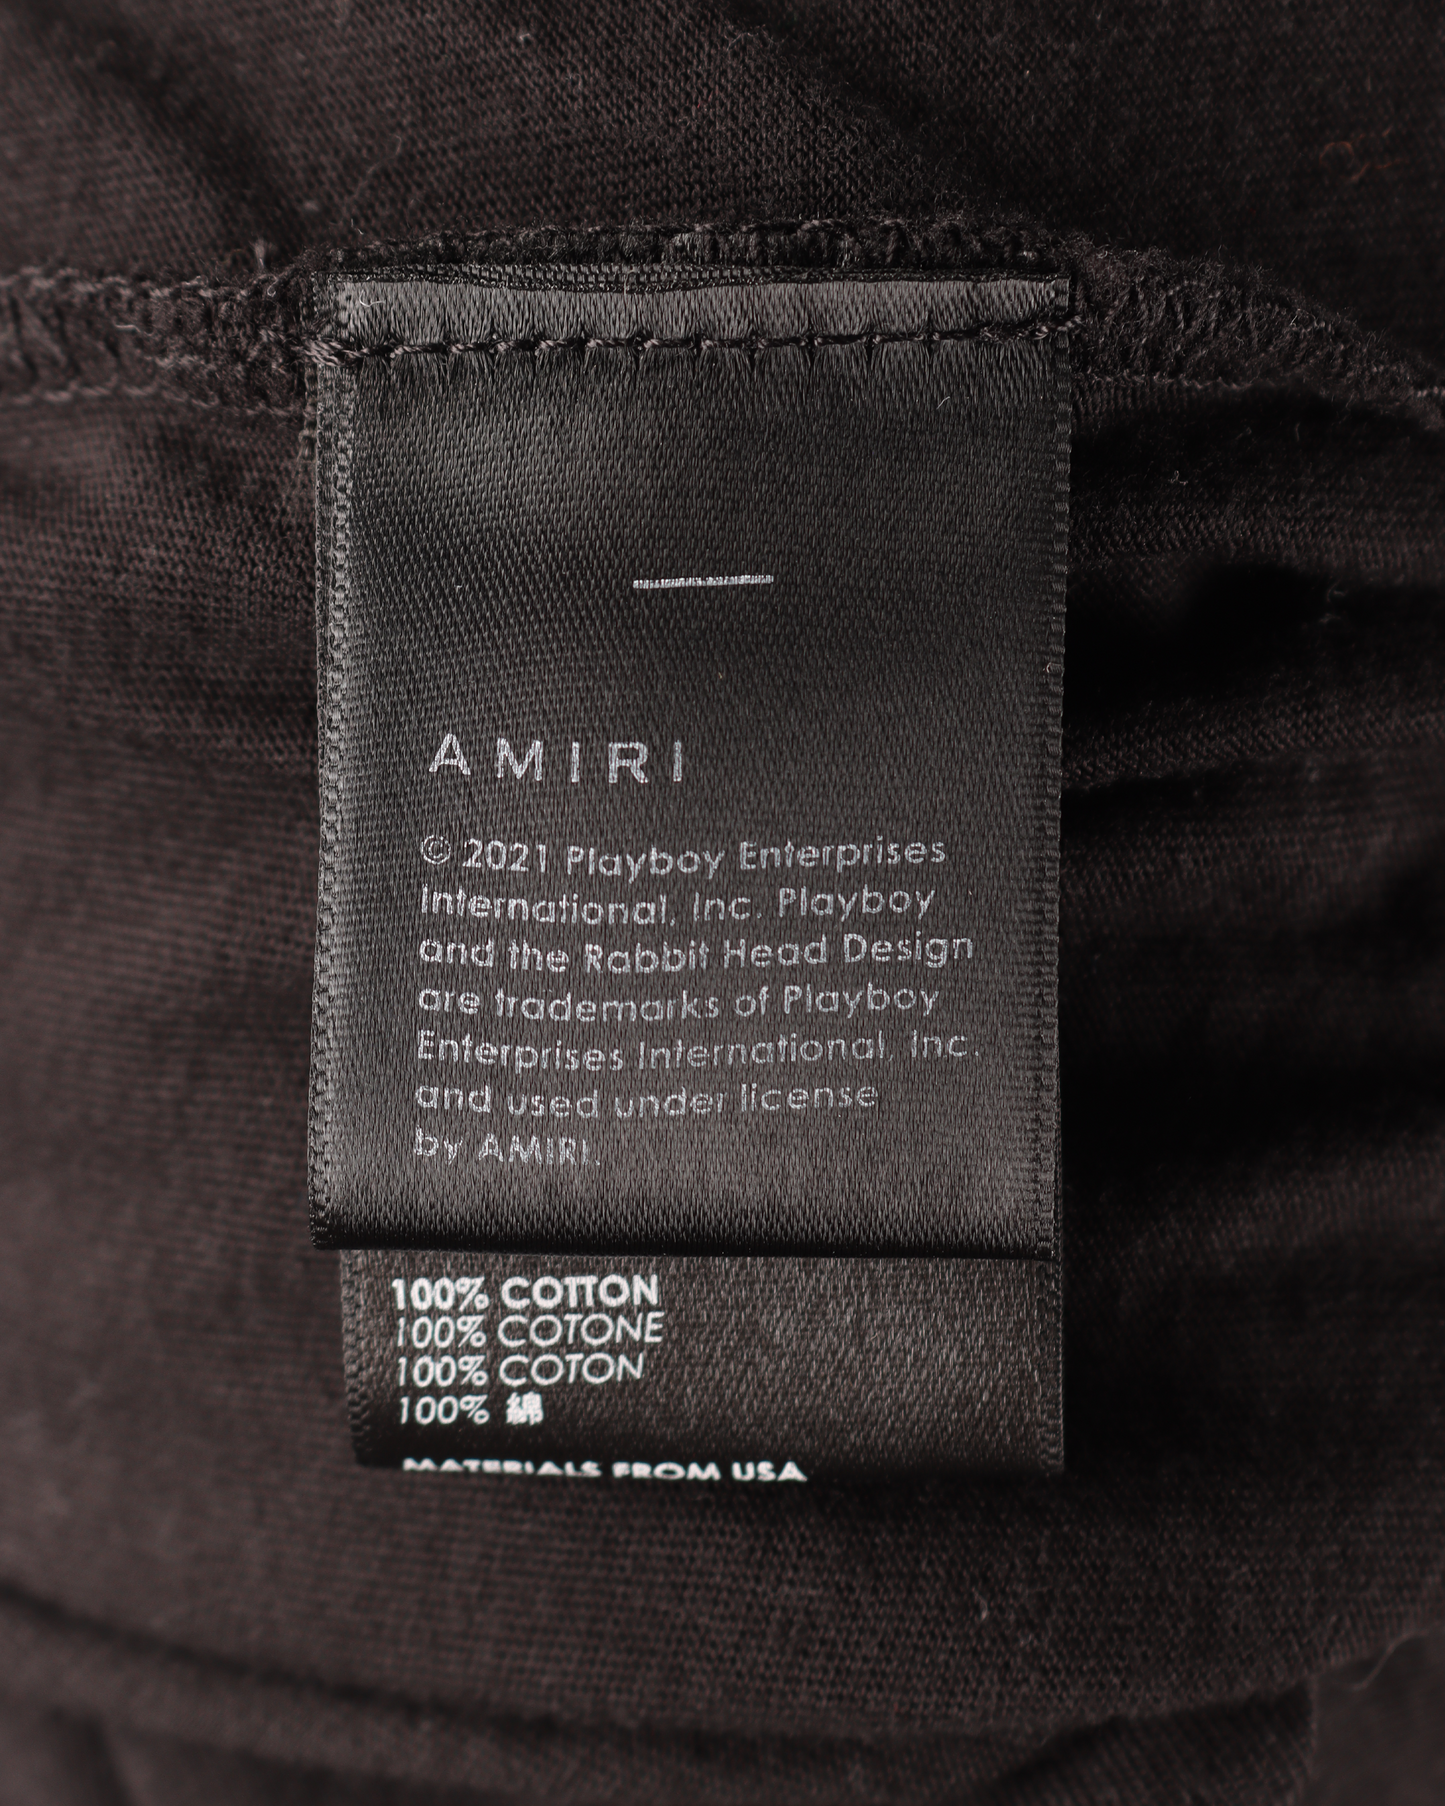 AMIRI
© 2021 Playboy Enterprises
International, Inc. Playboy
and the Rabbit Head Design
are trademarks of Playboy
Enterprises International, Inc.
and used under license
by AMIRI.
100% COTTON
100% COTONE
100% COTON
100% 綿
MATERIALS FROM USA